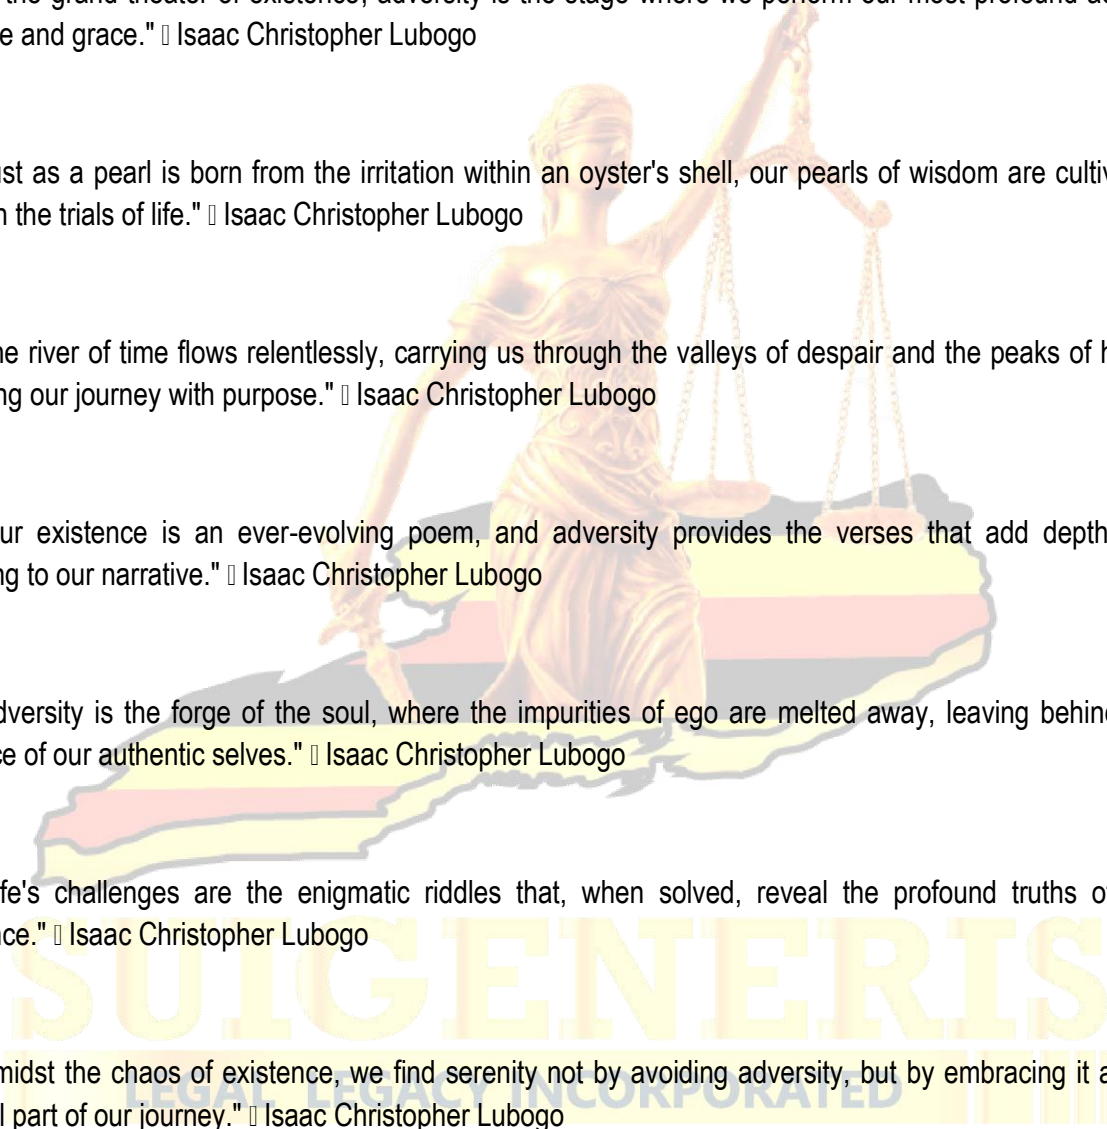 the grand theater of existence, adversity is the stage where we perform our most profound
e and grace." Isaac Christopher Lubogo
ust as a pearl is born from the irritation within an oyster's shell, our pearls of wisdom are cultiv
n the trials of life." Isaac Christopher Lubogo
ne river of time flows relentlessly, carrying us through the valleys of despair and the peaks of h
ng our journey with purpose." Isaac Christopher Lubogo
ur existence is an ever-evolving poem, and adversity provides the verses that add depth
ng to our narrative." Isaac Christopher Lubogo
dversity is the forge of the soul, where the impurities of ego are melted away, leaving behind
ce of our authentic selves." Isaac Christopher Lubogo
fe's challenges are the enigmatic riddles that, when solved, reveal the profound truths of
nce." Isaac Christopher Lubogo
SUIGENERIS
midst the chaos of existence, we find serenity not by avoiding adversity, but by embracing it a
LEGAL LEGACY INCORPORATED
l part of our journey." Isaac Christopher Lubogo